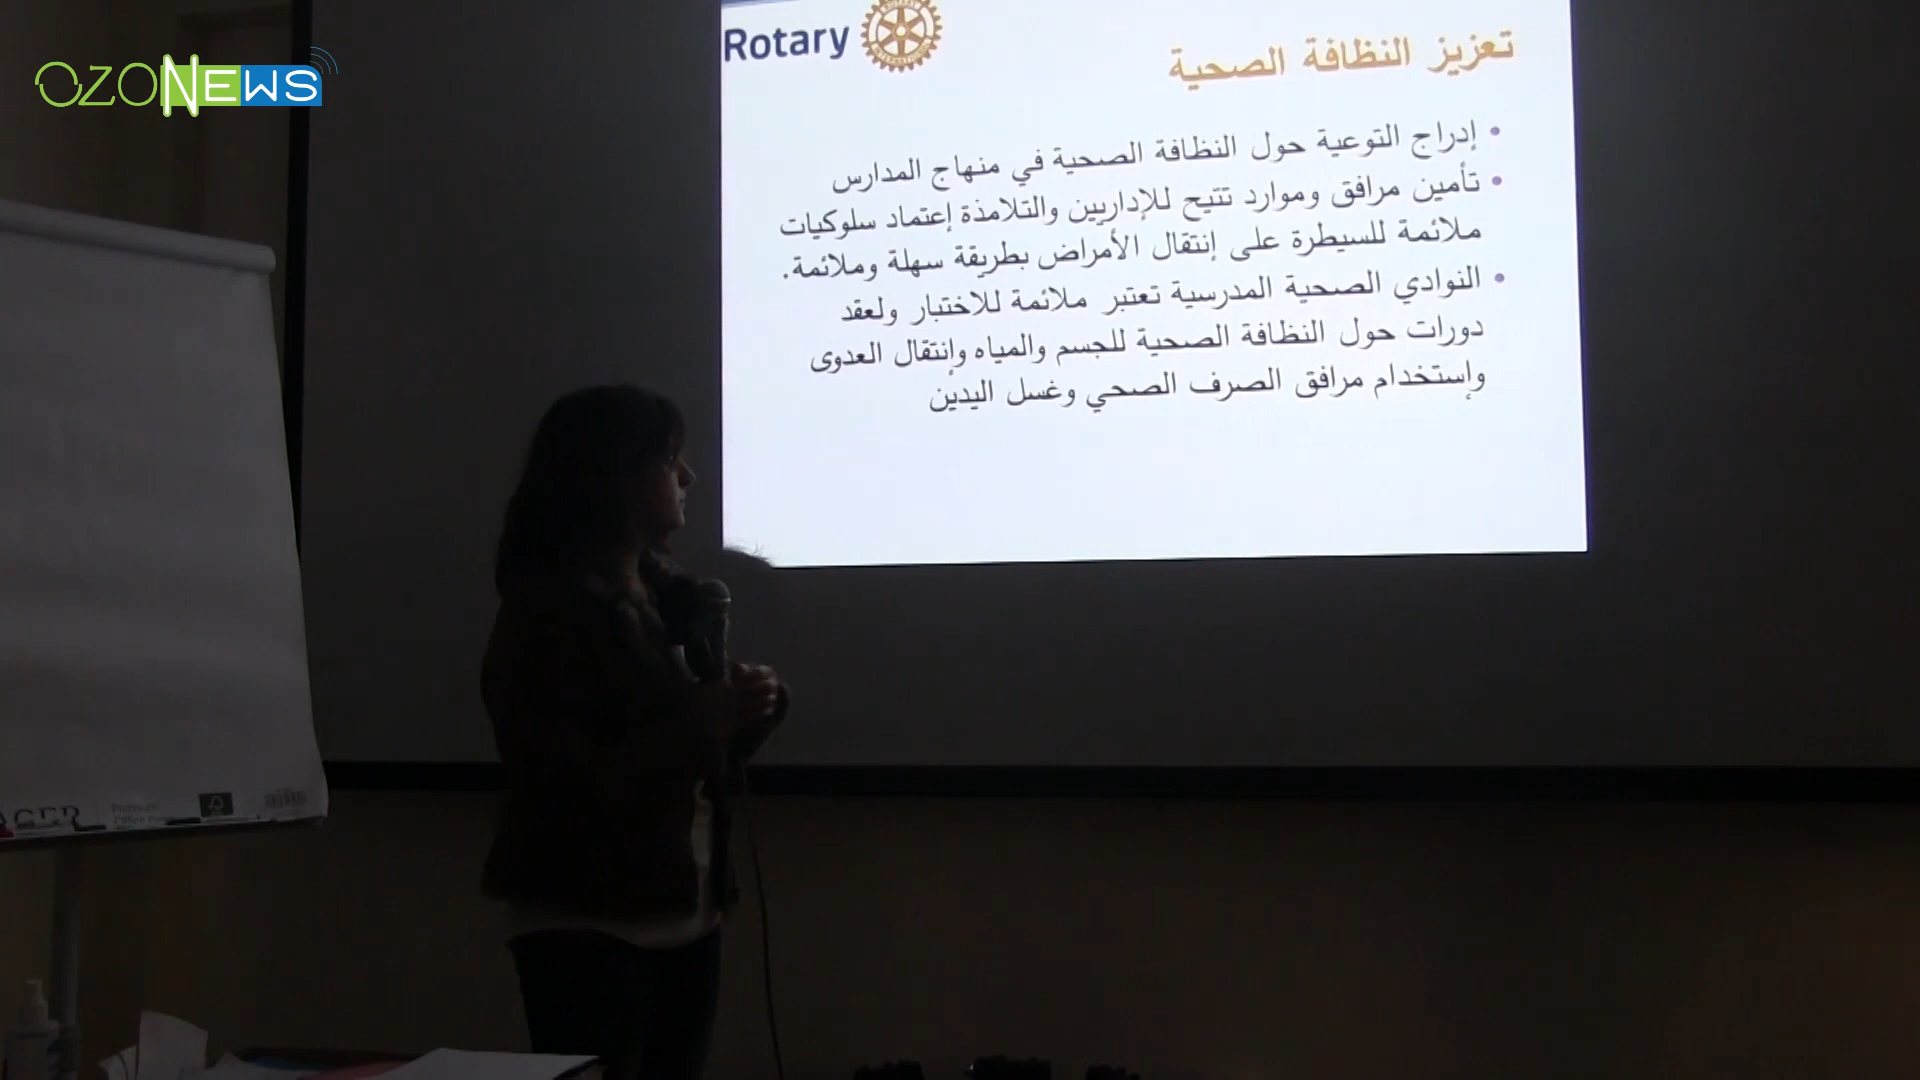 OZONEWS
Rotary
تعزيز النظافة الصحية
• إدراج التوعية حول النظافة الصحية في منهاج المدارس
• تأمين مرافق وموارد تتيح للإداريين والتلامذة إعتماد سلوكيات
ملائمة للسيطرة على إنتقال الأمراض بطريقة سهلة وملائمة.
• النوادي الصحية المدرسية تعتبر ملائمة للاختبار ولعقد
دورات حول النظافة الصحية للجسم والمياه وإنتقال العدوى
وإستخدام مرافق الصرف الصحي وغسل اليدين
Premium